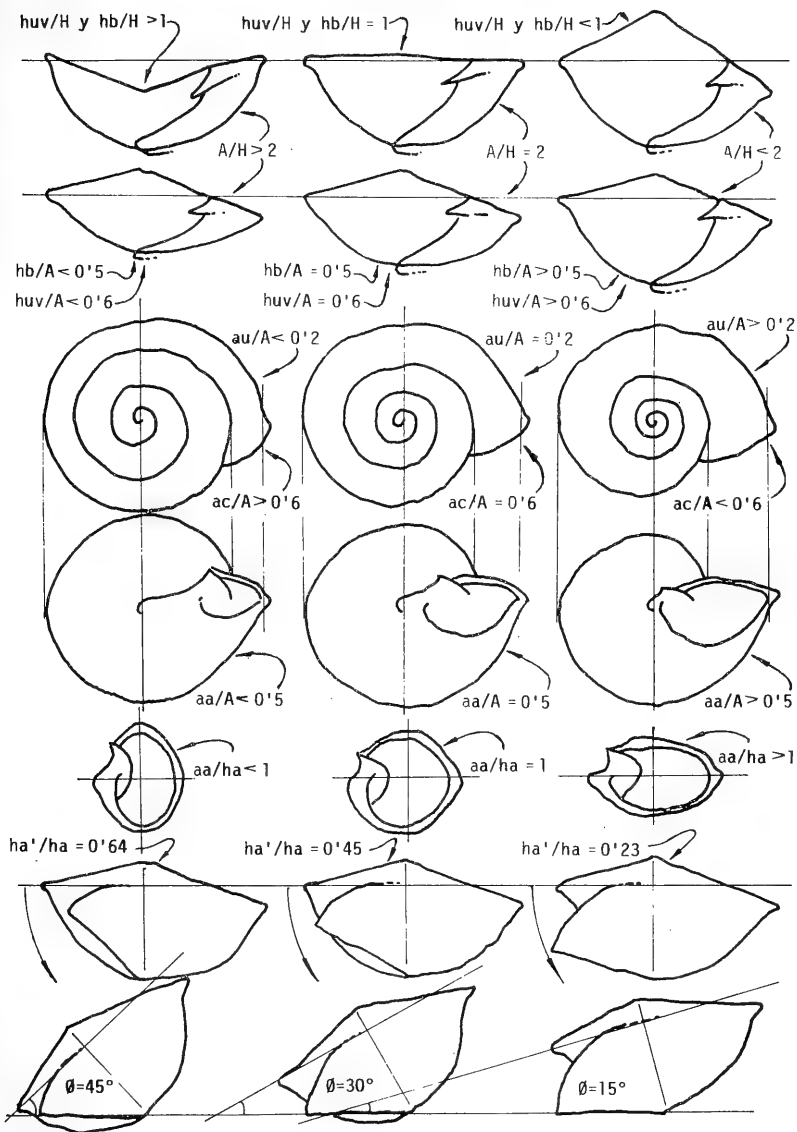 huv/H y hb/H >1
huv/H y hb/H = 1
huv/H y hb/H <1
A/H > 2
A/H = 2
A/H < 2
hb/A < 0'5
huv/A < 0'6
hb/A = 0'5
huv/A = 0'6
hb/A > 0'5
huv/A > 0'6
au/A < 0'2
au/A = 0'2
au/A > 0'2
ac/A > 0'6
ac/A = 0'6
ac/A < 0'6
aa/A < 0'5
aa/A = 0'5
aa/A > 0'5
aa/ha < 1
aa/ha = 1
aa/ha > 1
ha'/ha = 0'64
ha'/ha = 0'45
ha'/ha = 0'23
Ø=45°
Ø=30°
Ø=15°